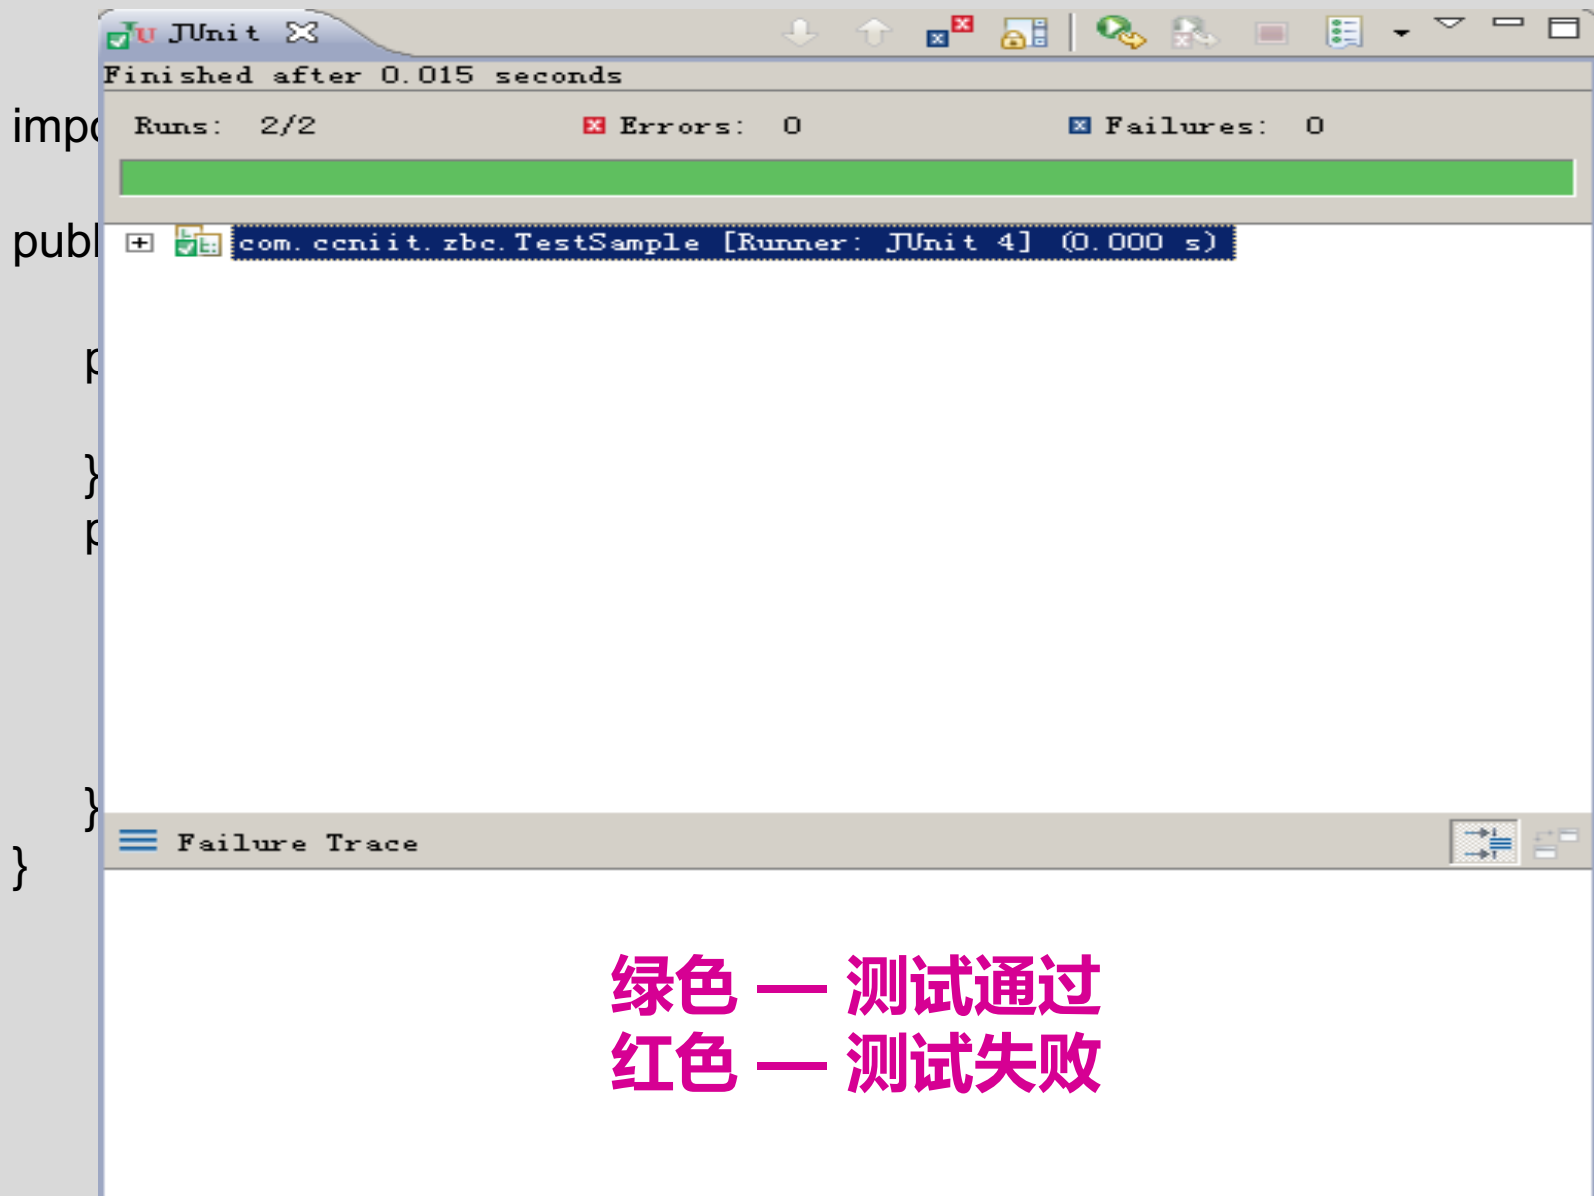 JUnit
Finished after 0.015 seconds
impo
Runs: 2/2 Errors: 0 Failures: 0
publ
com.ccniit.zbc.TestSample [Runner: JUnit 4] (0.000 s)
p
}
p
}
Failure Trace
}
绿色 — 测试通过
红色 — 测试失败